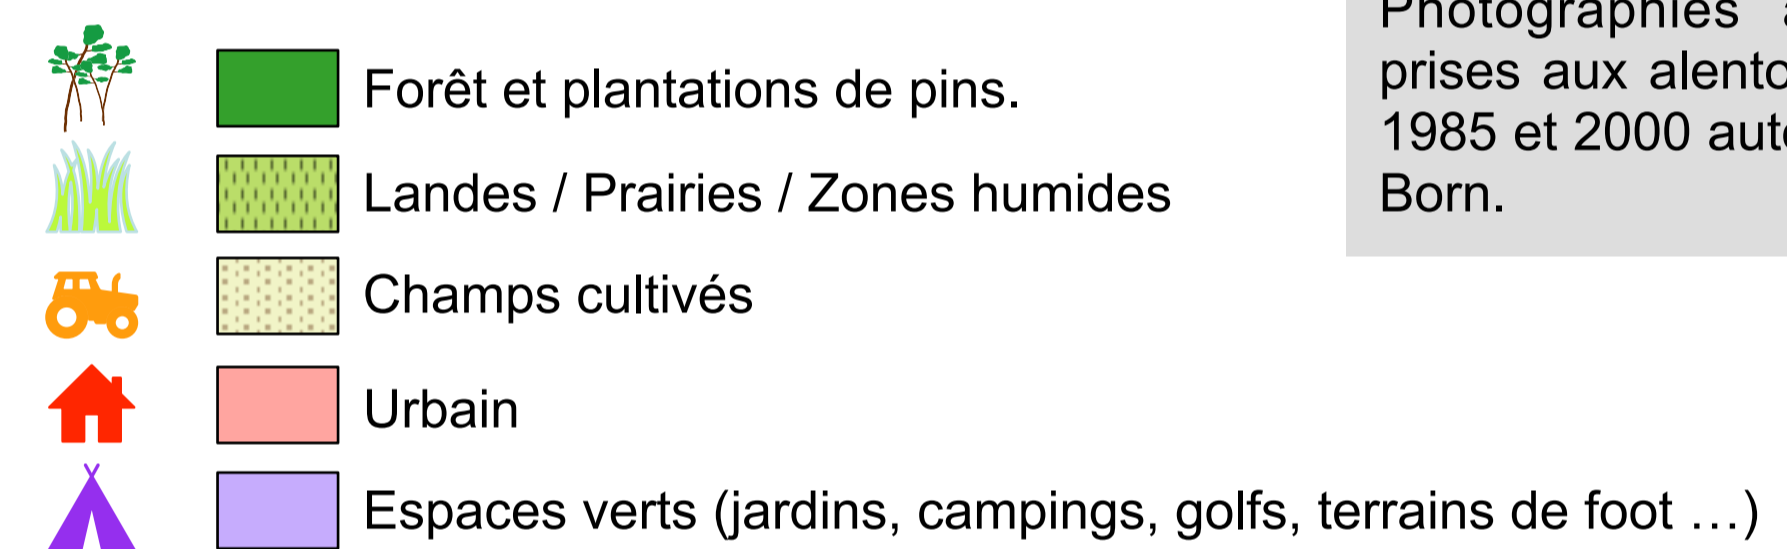 Forêt et plantations de pins.
Landes / Prairies / Zones humides
Champs cultivés
Urbain
Espaces verts (jardins, campings, golfs, terrains de foot …)
Photographies
prises aux
1985 et 2000
Born.